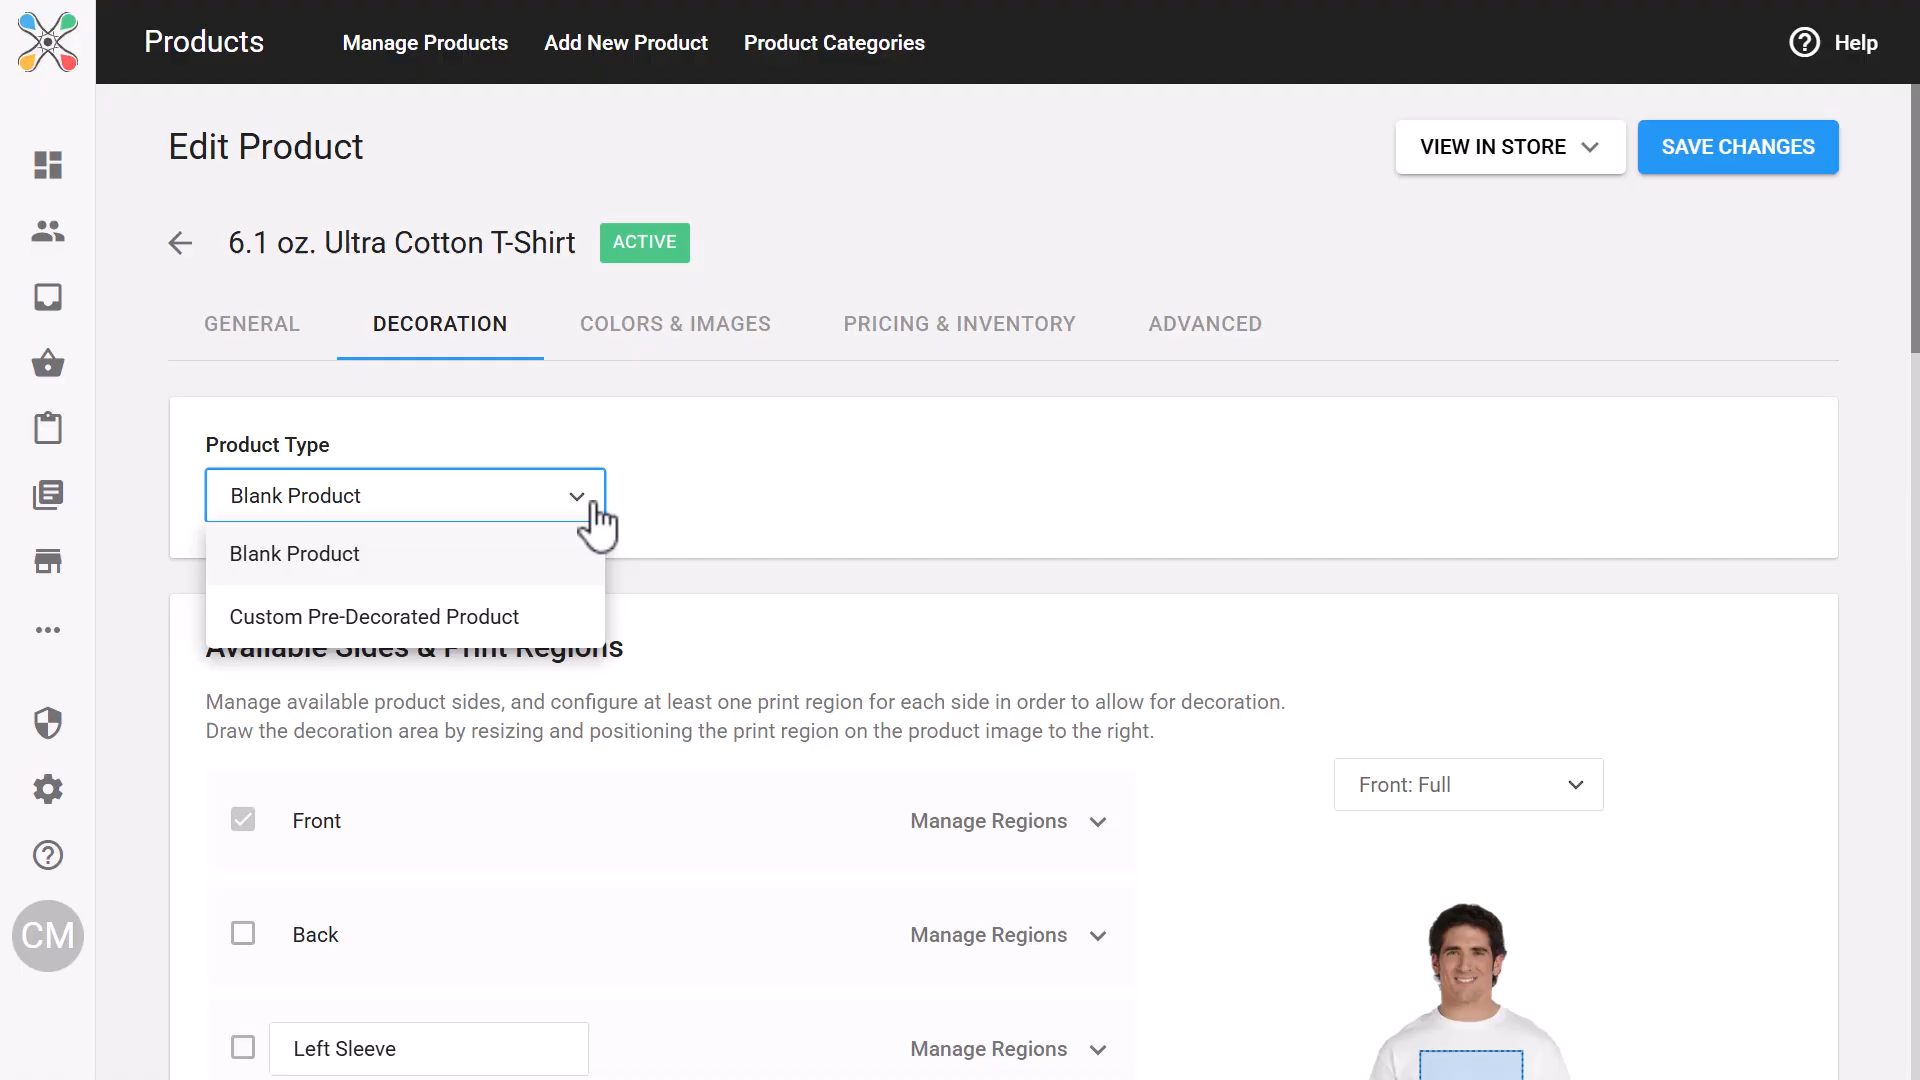 Products
Manage Products
Add New Product
Product Categories
Help
Edit Product
VIEW IN STORE
SAVE CHANGES
6.1 oz. Ultra Cotton T-Shirt
ACTIVE
GENERAL
DECORATION
COLORS & IMAGES
PRICING & INVENTORY
ADVANCED
Product Type
Blank Product
Blank Product
Custom Pre-Decorated Product
Available Sides & Print Regions
Manage available product sides, and configure at least one print region for each side in order to allow for decoration.
Draw the decoration area by resizing and positioning the print region on the product image to the right.
Front: Full
Front
Manage Regions
Back
Manage Regions
Left Sleeve
Manage Regions
CM